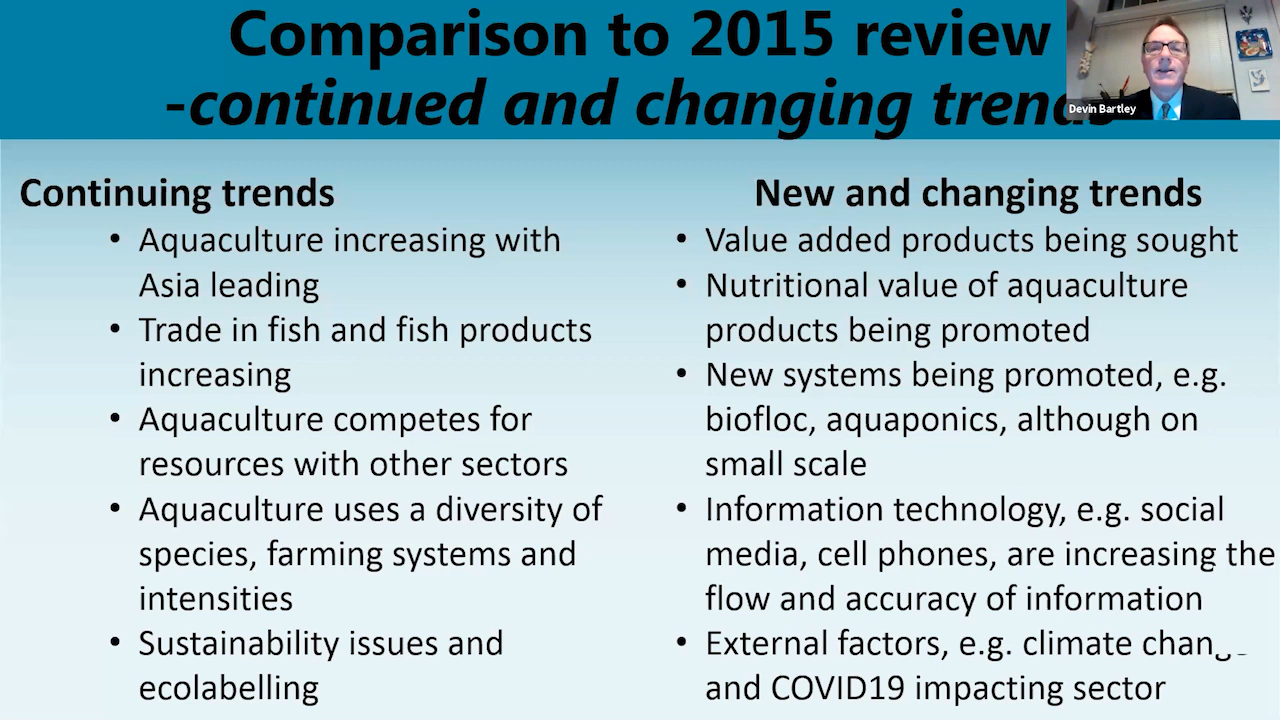 Comparison to 2015 review
-continued and changing trends
Devin Bartley
Continuing trends
• Aquaculture increasing with
Asia leading
• Trade in fish and fish products
increasing
• Aquaculture competes for
resources with other sectors
• Aquaculture uses a diversity of
species, farming systems and
intensities
• Sustainability issues and
ecolabelling
New and changing trends
• Value added products being sought
• Nutritional value of aquaculture
products being promoted
• New systems being promoted, e.g.
biofloc, aquaponics, although on
small scale
• Information technology, e.g. social
media, cell phones, are increasing the
flow and accuracy of information
• External factors, e.g. climate change
and COVID19 impacting sector